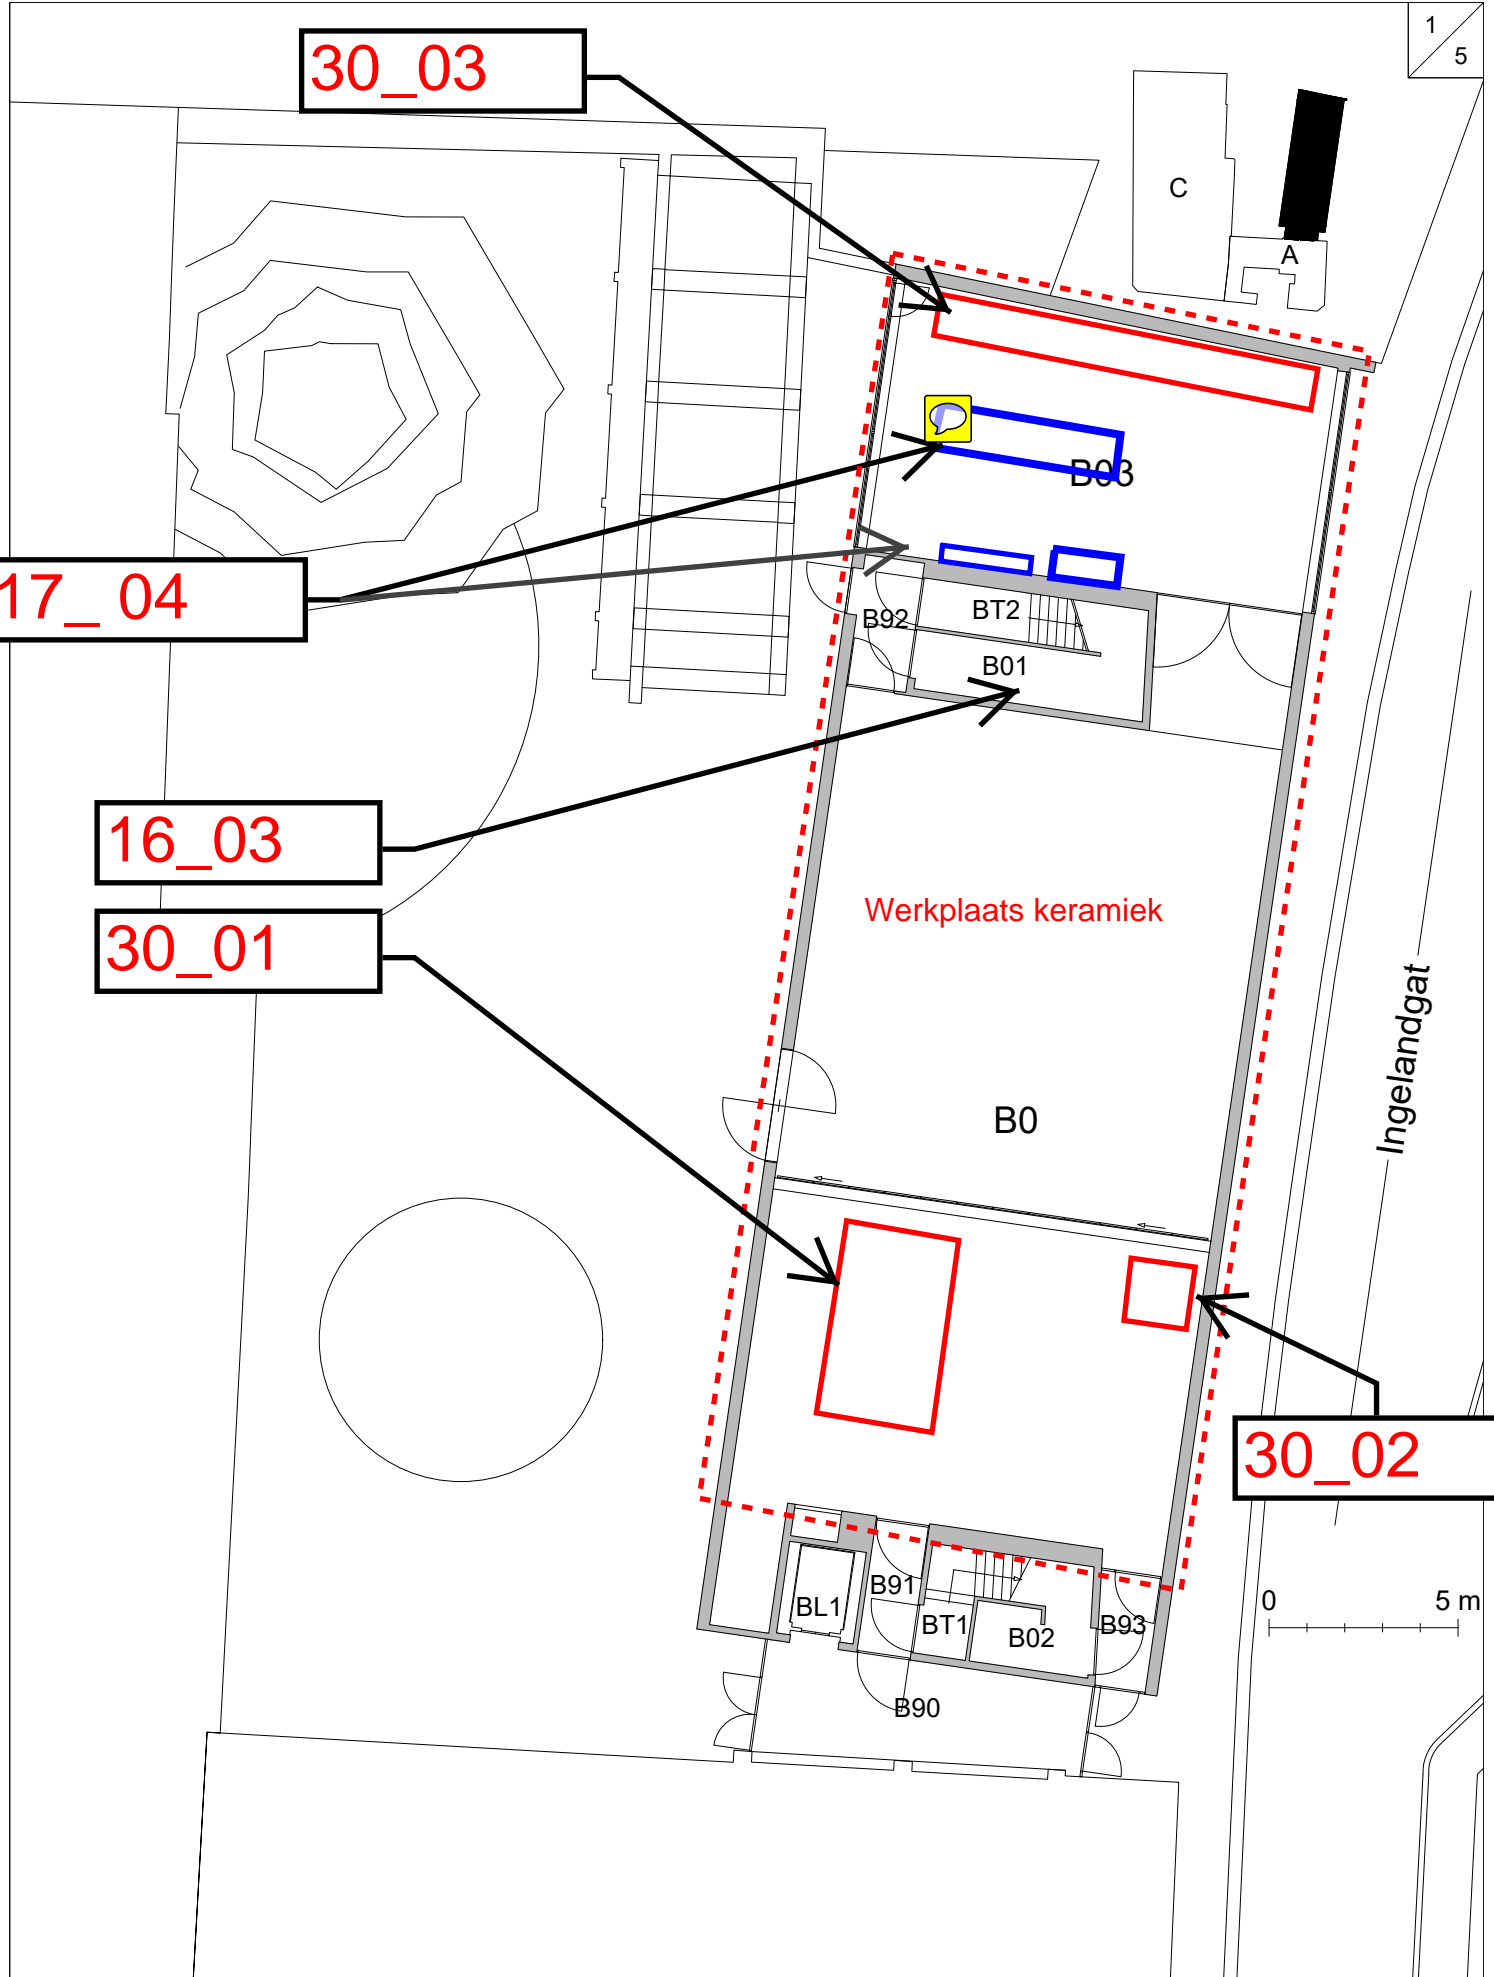 1
5
30_03
C
A
B03
17_ 04
BT2
B92
B01
16_03
Werkplaats keramiek
30_01
Ingelandgat
B0
30_02
B91
BL1
BT1
B02
B93
0 5 m
B90